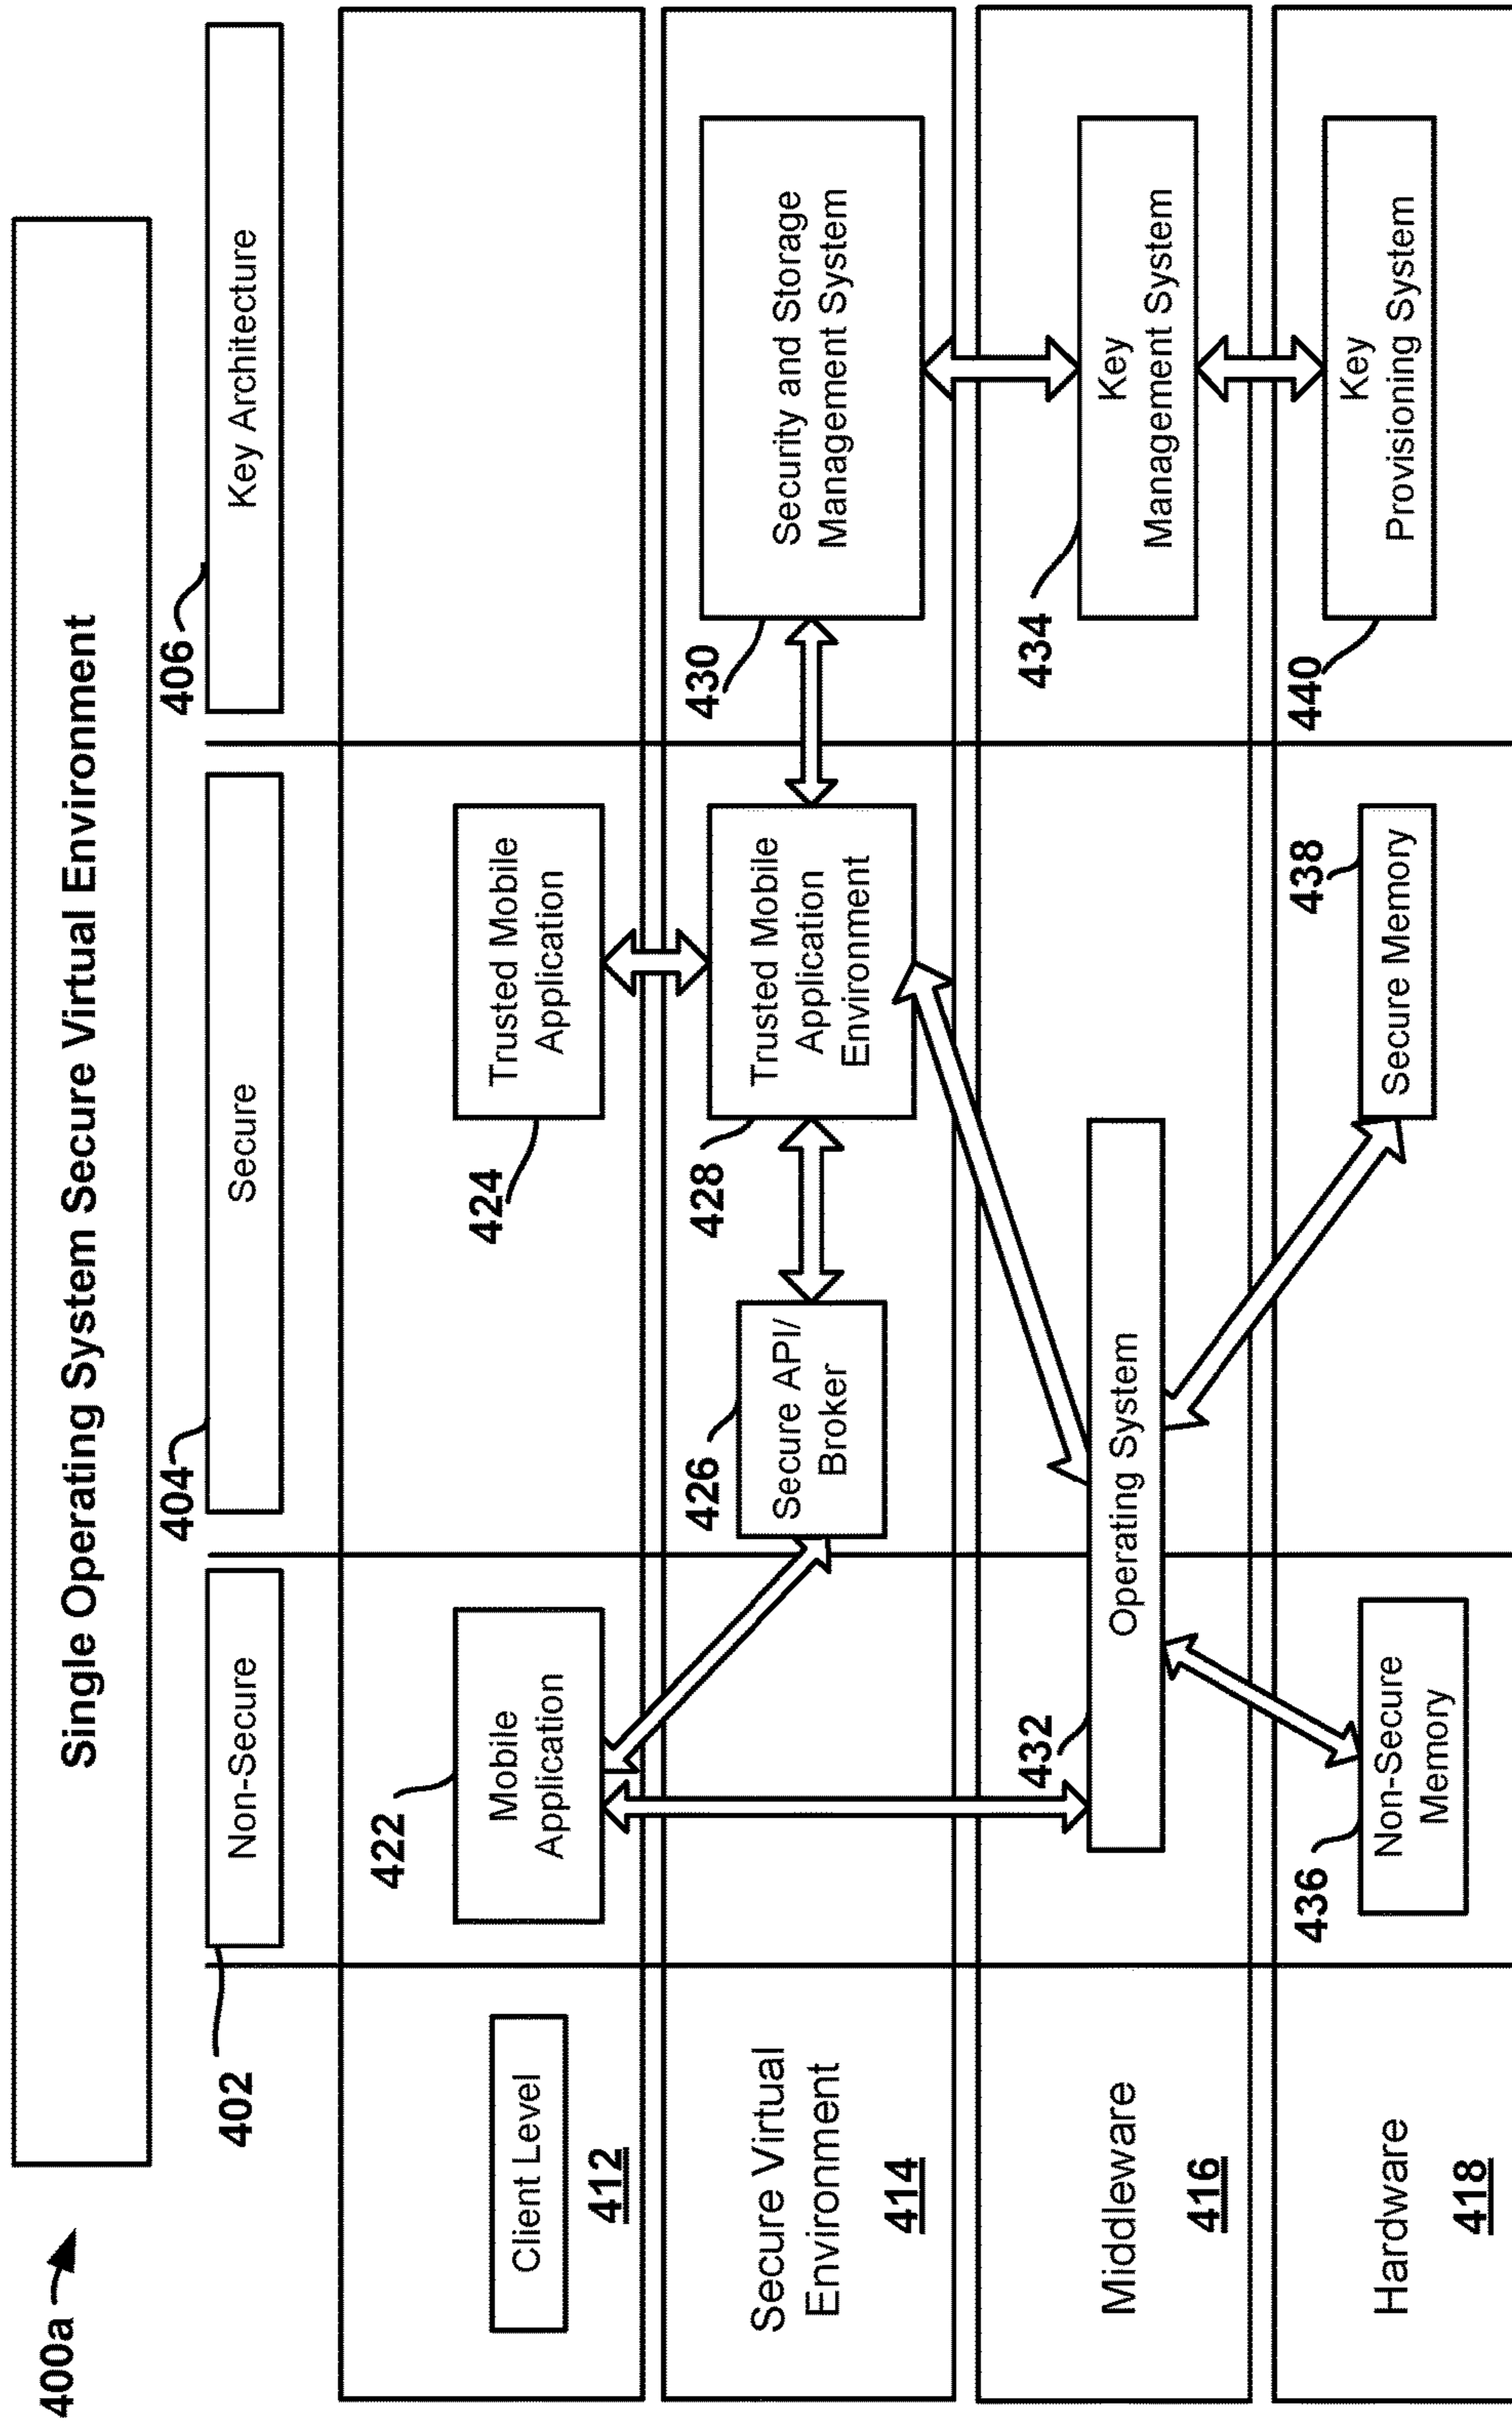 400a
Single Operating System Secure Virtual Environment
402
Non-Secure
404
Secure
406
Key Architecture
Client Level
412
422
Mobile
Application
424
Trusted Mobile
Application
Secure Virtual
Environment
414
426
Secure API/
Broker
428
Trusted Mobile
Application
Environment
430
Security and Storage
Management System
Middleware
416
432
Operating System
434
Key
Management System
Hardware
418
436
Non-Secure
Memory
438
Secure Memory
440
Key
Provisioning System